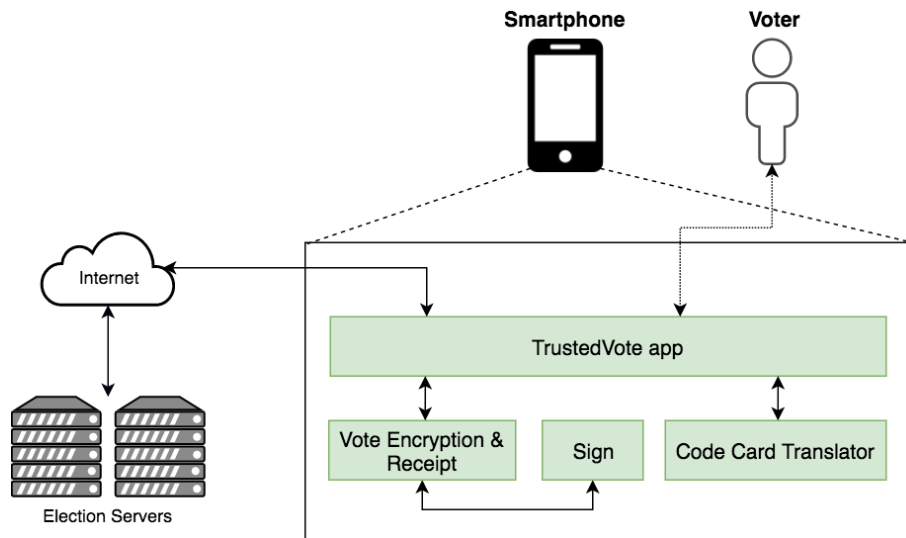 Smartphone
Voter
Internet
TrustedVote app
Vote Encryption &
Receipt
Sign
Code Card Translator
Election Servers